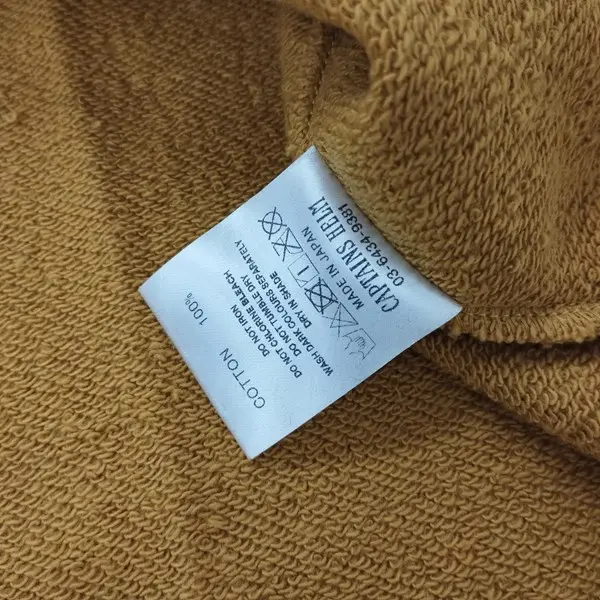 COTTON 100%
DO NOT IRON
DO NOT CHLORINE BLEACH
DO NOT TUMBLE DRY
WASH DARK COLOURS SEPARATELY
DRY IN SHADE
MADE IN JAPAN
CAPTAINS HELM
03-6434-9381